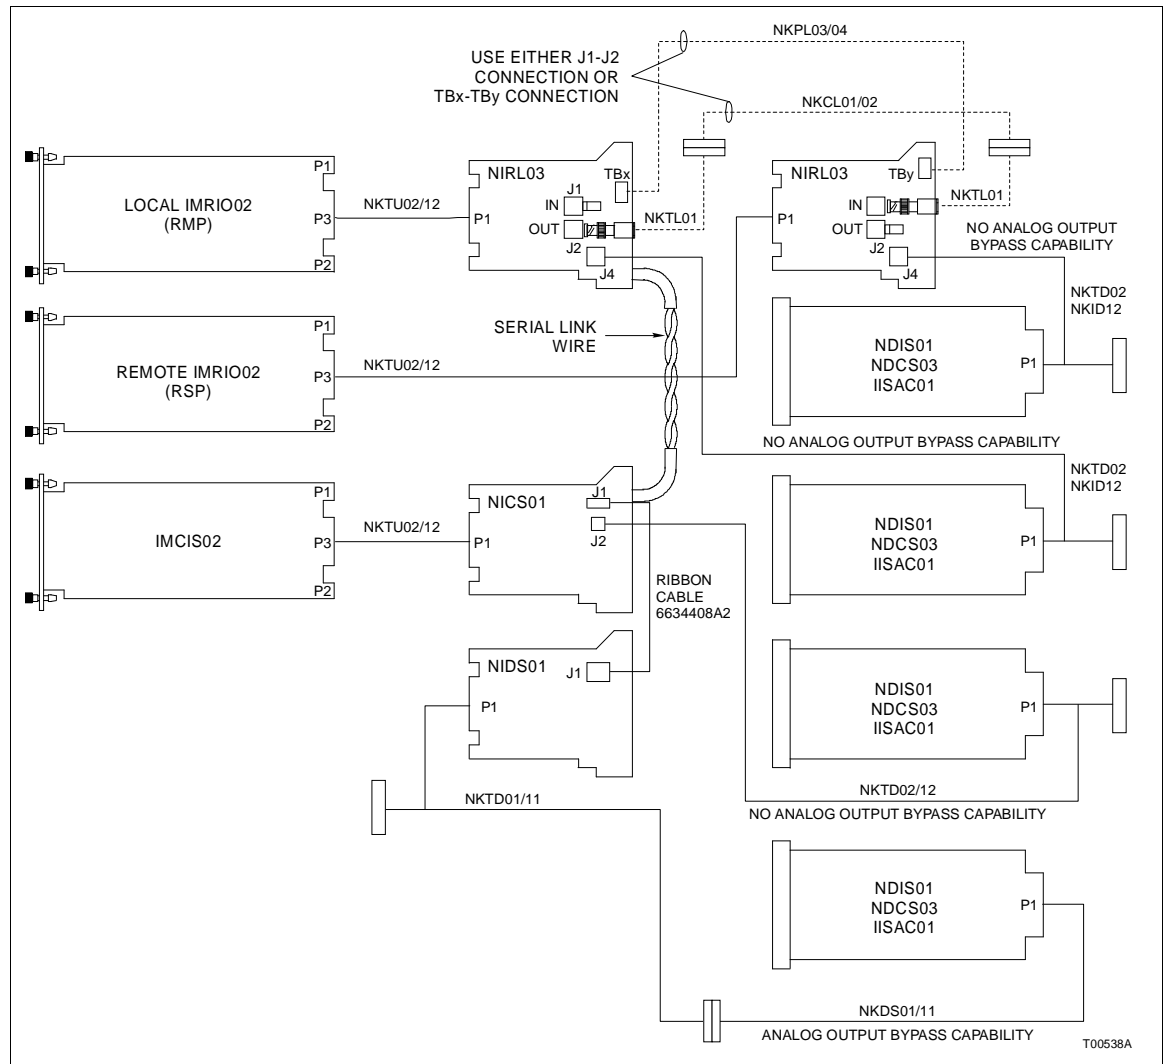 NKPL03/04
USE EITHER J1-J2
CONNECTION OR
TBx-TBy CONNECTION
NKCL01/02
P1
LOCAL IMRIO02
(RMP)
P3
P2
NKTU02/12
NIRL03
TBx
J1
IN
P1
OUT
J2
J4
NKTL01
NIRL03
TBy
J1
IN
P1
OUT
J2
J4
NKTL01
NO ANALOG OUTPUT
BYPASS CAPABILITY
NKTD02
NKID12
SERIAL LINK
WIRE
P1
REMOTE IMRIO02
(RSP)
P3
P2
NKTU02/12
NDIS01
NDCS03
IISAC01
P1
NO ANALOG OUTPUT BYPASS CAPABILITY
NKTD02
NKID12
P1
IMCIS02
P3
P2
NKTU02/12
NICS01
J1
J2
P1
NDIS01
NDCS03
IISAC01
P1
RIBBON
CABLE
6634408A2
NIDS01
J1
P1
NDIS01
NDCS03
IISAC01
P1
NKTD01/11
NKTD02/12
NO ANALOG OUTPUT BYPASS CAPABILITY
NDIS01
NDCS03
IISAC01
P1
NKDS01/11
ANALOG OUTPUT BYPASS CAPABILITY
T00538A